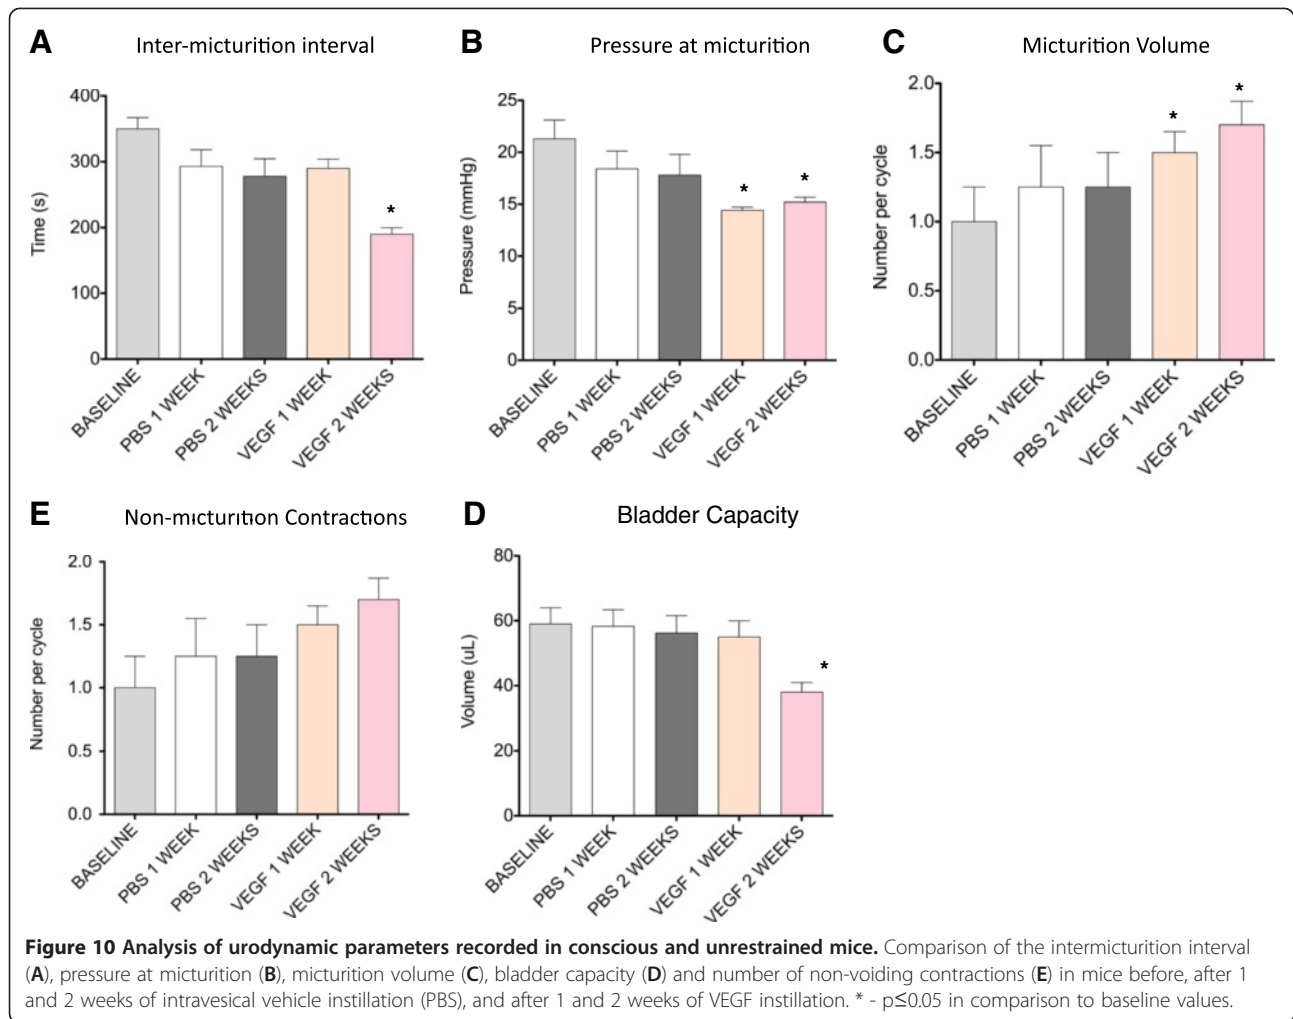 A Inter-micturition interval
400
300
200
100
0
Time (s)
*
BASELINE
PBS 1 WEEK
PBS 2 WEEKS
VEGF 1 WEEK
VEGF 2 WEEKS
B Pressure at micturition
25
20
15
10
5
0
Pressure (mmHg)
*
*
BASELINE
PBS 1 WEEK
PBS 2 WEEKS
VEGF 1 WEEK
VEGF 2 WEEKS
C Micturition Volume
2.0
1.5
1.0
0.5
0.0
Number per cycle
*
*
BASELINE
PBS 1 WEEK
PBS 2 WEEKS
VEGF 1 WEEK
VEGF 2 WEEKS
E Non-micturition Contractions
2.0
1.5
1.0
0.5
0.0
Number per cycle
BASELINE
PBS 1 WEEK
PBS 2 WEEKS
VEGF 1 WEEK
VEGF 2 WEEKS
D Bladder Capacity
80
60
40
20
0
Volume (uL)
*
BASELINE
PBS 1 WEEK
PBS 2 WEEKS
VEGF 1 WEEK
VEGF 2 WEEKS
Figure 10 Analysis of urodynamic parameters recorded in conscious and unrestrained mice. Comparison of the intermicturition interval
(A), pressure at micturition (B), micturition volume (C), bladder capacity (D) and number of non-voiding contractions (E) in mice before, after 1
and 2 weeks of intravesical vehicle instillation (PBS), and after 1 and 2 weeks of VEGF instillation. * - p≤0.05 in comparison to baseline values.